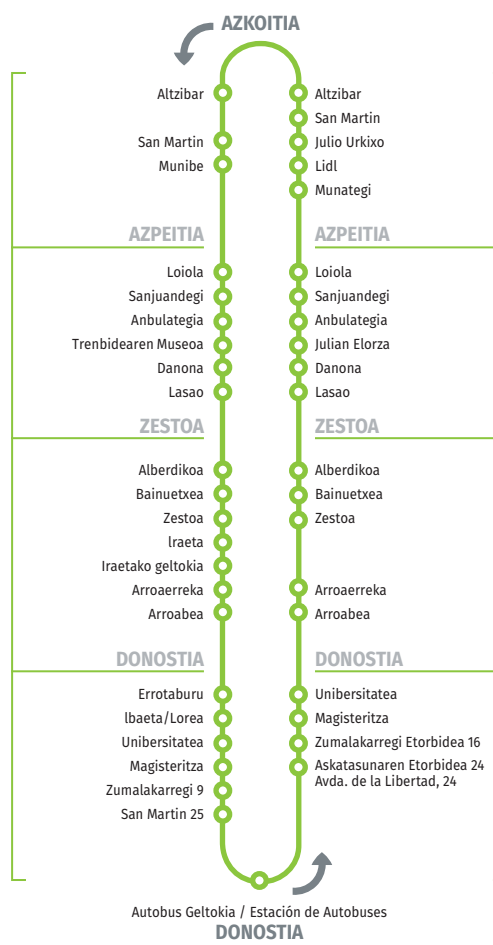 AZKOITIA
Altzibar
San Martin
Munibe
AZPEITIA
Loiola
Sanjuandegi
Anbulategia
Trenbidearen Museoa
Danona
Lasao
ZESTOA
Alberdikoa
Bainuetxea
Zestoa
Iraeta
Iraetako geltokia
Arroaerreka
Arroabea
DONOSTIA
Errotaburu
Ibaeta/Lorea
Unibersitatea
Magisteritza
Zumalakarregi 9
San Martin 25
Altzibar
San Martin
Julio Urkixo
Lidl
Munategi
AZPEITIA
Loiola
Sanjuandegi
Anbulategia
Julian Elorza
Danona
Lasao
ZESTOA
Alberdikoa
Bainuetxea
Zestoa
Arroaerreka
Arroabea
DONOSTIA
Unibersitatea
Magisteritza
Zumalakarregi Etorbidea 16
Askatasunaren Etorbidea 24
Avda. de la Libertad, 24
Autobus Geltokia / Estación de Autobuses
DONOSTIA